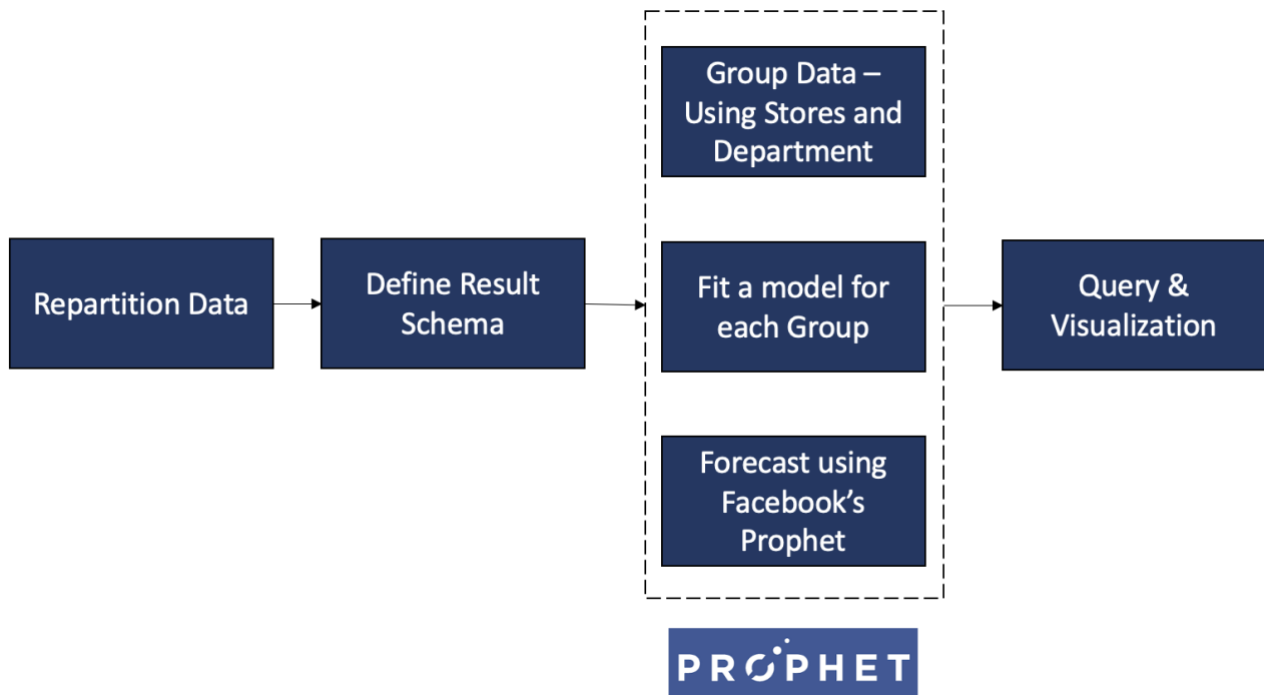 Group Data –
Using Stores and
Department
Repartition Data
Define Result
Schema
Fit a model for
each Group
Query &
Visualization
Forecast using
Facebook’s
Prophet
PROPHET